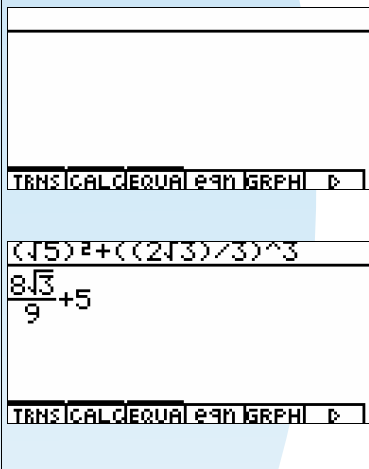 TRNS CALC EQUA eqn GRPH ▷
(√5)²+((2√3)/3)^3
8√3
9
+5
TRNS CALC EQUA eqn GRPH ▷